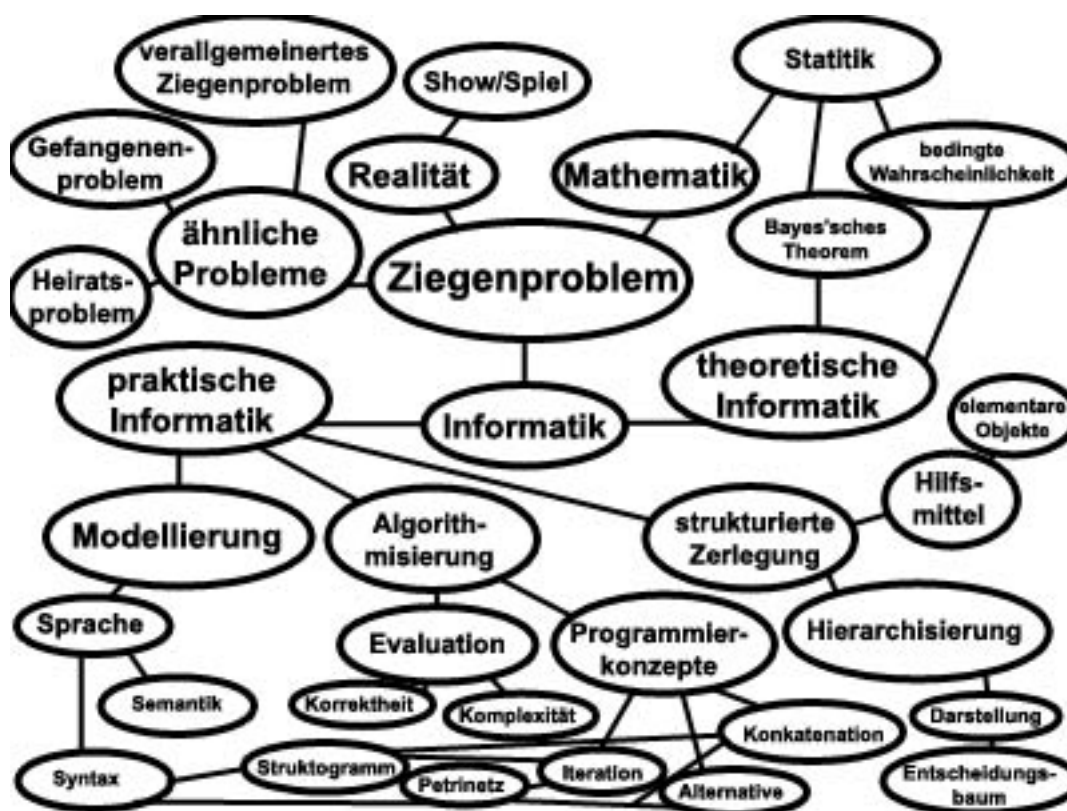 verallgemeinertes
Ziegenproblem
Show/Spiel
Statitik
Gefangenen-
problem
Realität
Mathematik
bedingte
Wahrscheinlichkeit
ähnliche
Probleme
Ziegenproblem
Bayes'sches
Theorem
Heirats-
problem
praktische
Informatik
Informatik
theoretische
Informatik
elementare
Objekte
Hilfs-
mittel
Modellierung
Algorith-
misierung
strukturierte
Zerlegung
Sprache
Evaluation
Programmier-
konzepte
Hierarchisierung
Semantik
Korrektheit
Komplexität
Konkatenation
Darstellung
Syntax
Struktogramm
Petrinetz
Iteration
Alternative
Entscheidungs-
baum